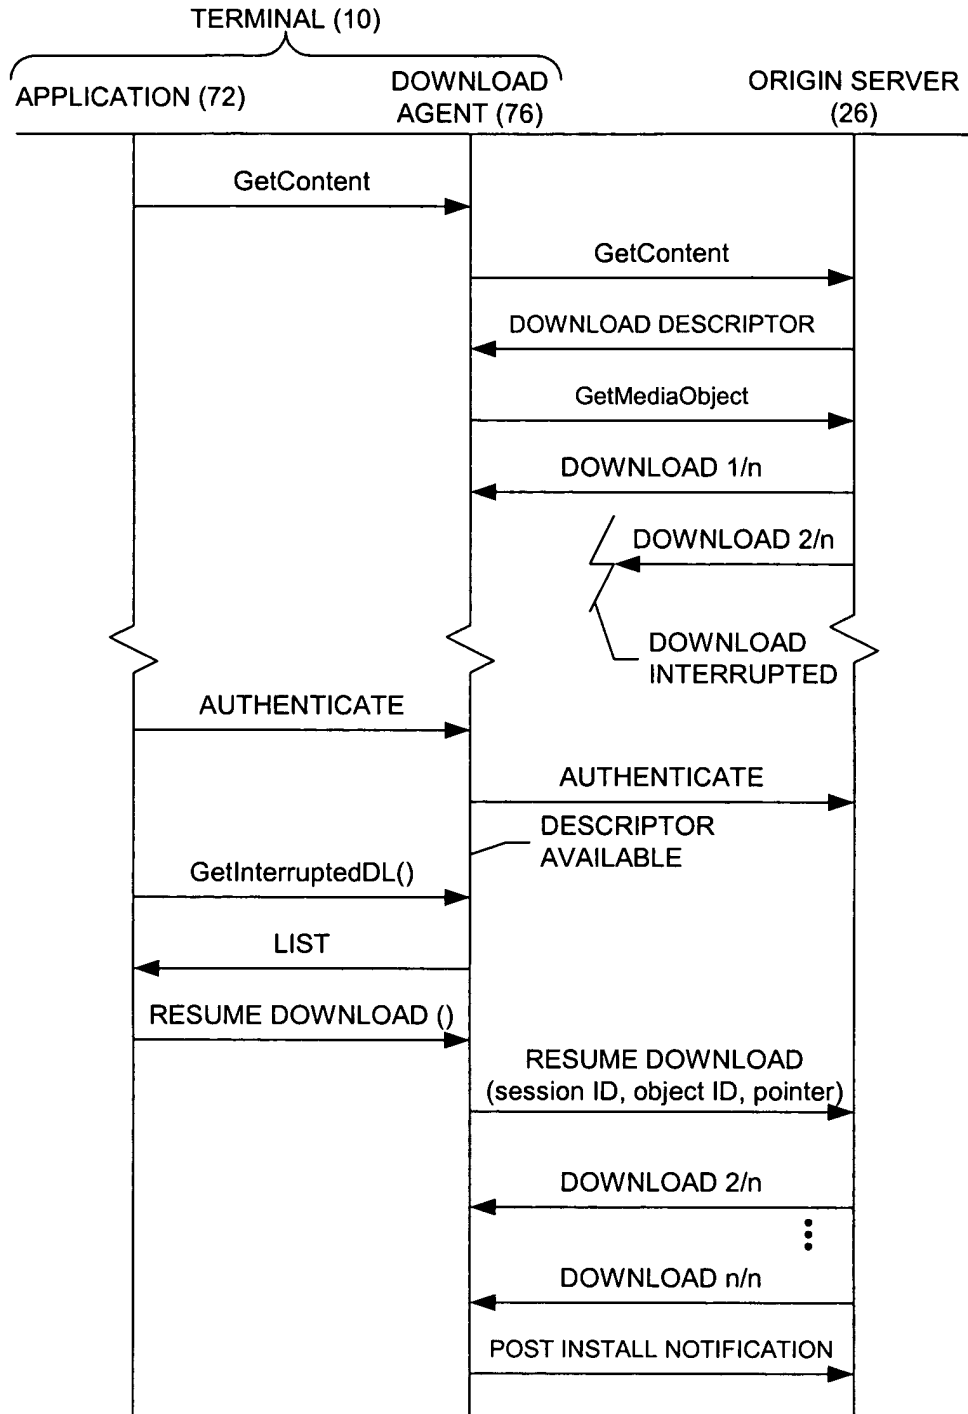 TERMINAL (10)
APPLICATION (72)
DOWNLOAD
AGENT (76)
ORIGIN SERVER
(26)
GetContent
GetContent
DOWNLOAD DESCRIPTOR
GetMediaObject
DOWNLOAD 1/n
DOWNLOAD 2/n
DOWNLOAD
INTERRUPTED
AUTHENTICATE
AUTHENTICATE
DESCRIPTOR
AVAILABLE
GetInterruptedDL()
LIST
RESUME DOWNLOAD ()
RESUME DOWNLOAD
(session ID, object ID, pointer)
DOWNLOAD 2/n
DOWNLOAD n/n
POST INSTALL NOTIFICATION